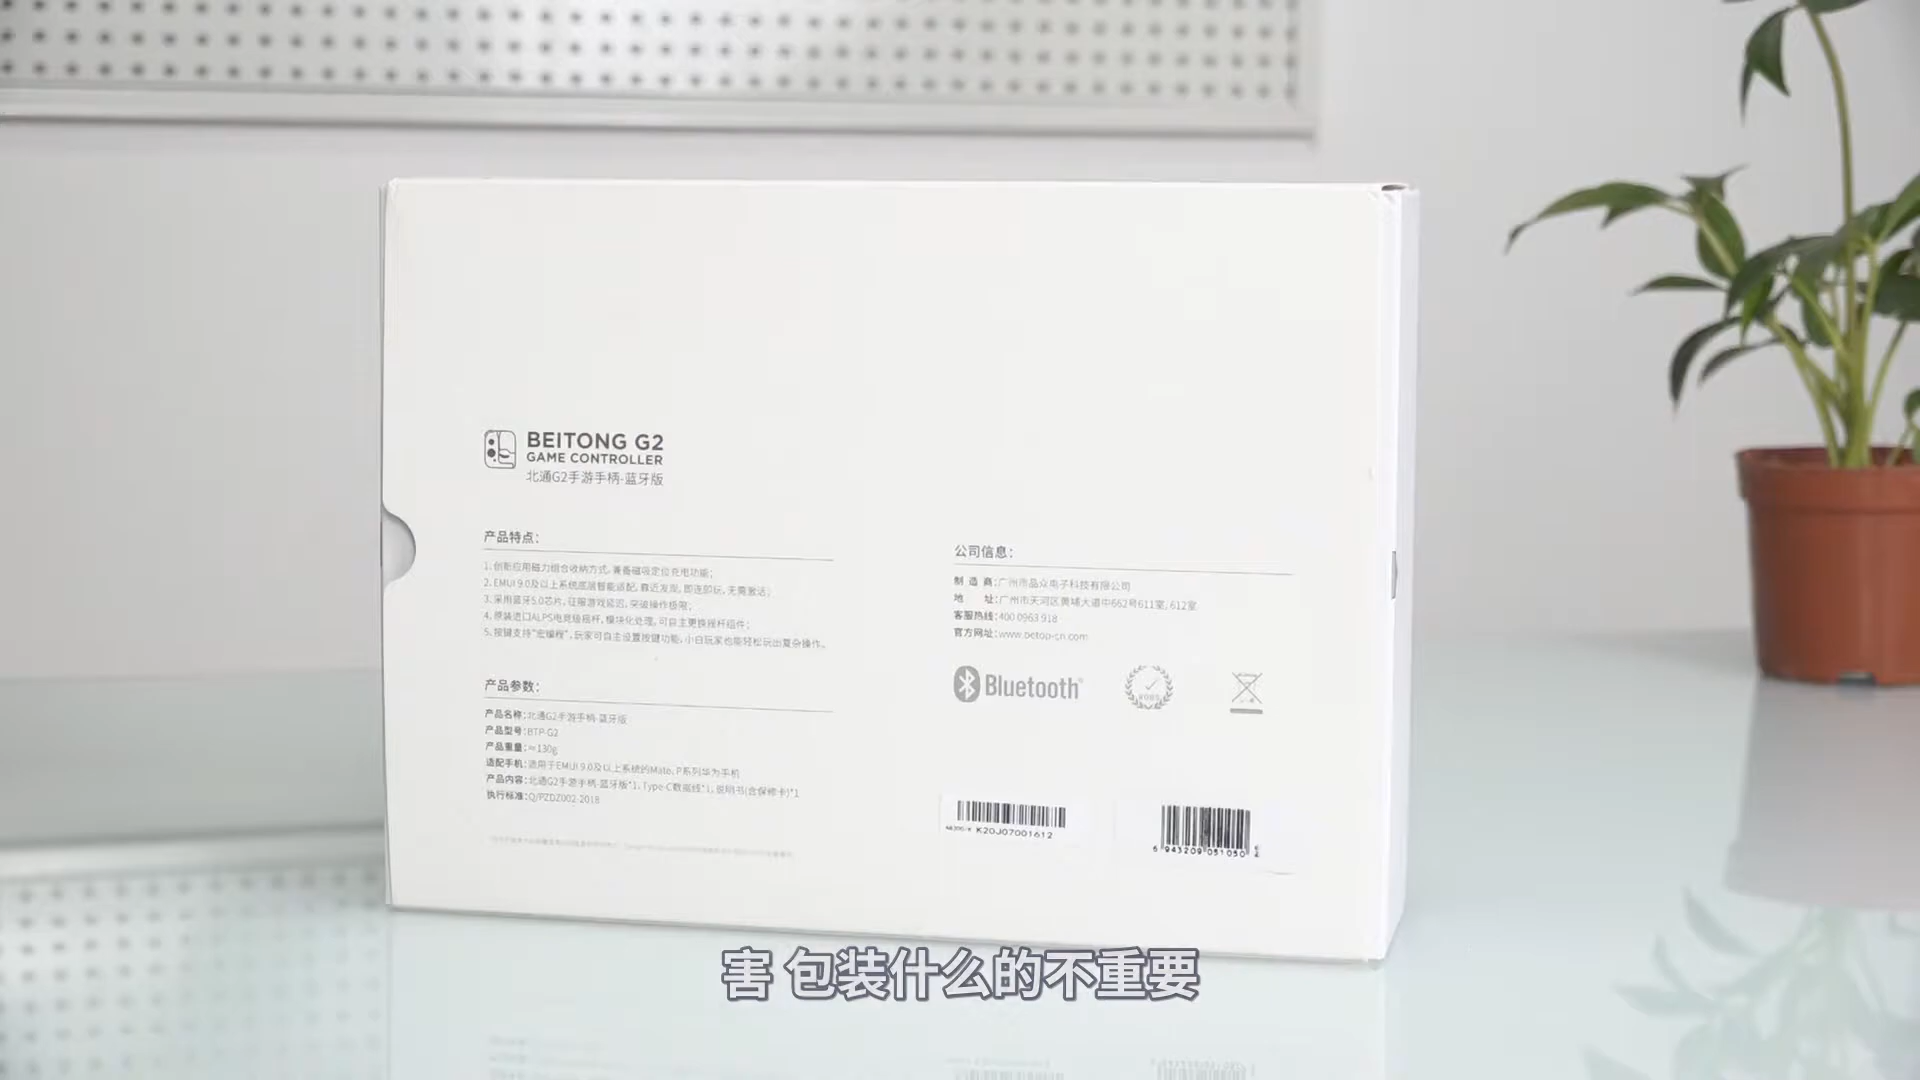 BEITONG G2
GAME CONTROLLER
北通G2手游手柄-蓝牙版
产品特点：
1. 创新应用磁力组合收纳方式，兼备磁吸定位充电功能；
2. EMUI 9.0及以上系统底层智能适配，靠近发现，即连即玩，无需激活；
3. 采用蓝牙5.0芯片，征服游戏延迟，突破操作极限；
4. 原装进口ALPS电竞级摇杆，模块化处理，可自主更换摇杆组件；
5. 按键支持“宏编程”，玩家可自主设置按键功能，小白玩家也能轻松玩出复杂操作。
产品参数：
产品名称：北通G2手游手柄-蓝牙版
产品型号：BTP-G2
产品重量：≈130g
适配手机：适用于EMUI 9.0及以上系统的Mate、P系列华为手机
产品内容：北通G2手游手柄-蓝牙版*1、Type-C数据线*1、说明书(含保修卡)*1
执行标准：Q/PZDZ002-2018
公司信息：
制 造 商：广州市品众电子科技有限公司
地 址：广州市天河区黄埔大道中662号611室，612室
客服热线：400 0963 918
官方网址：www.betop-cn.com
Bluetooth®
ROHS
K20J07001612
6 943209 051050
害 包装什么的不重要